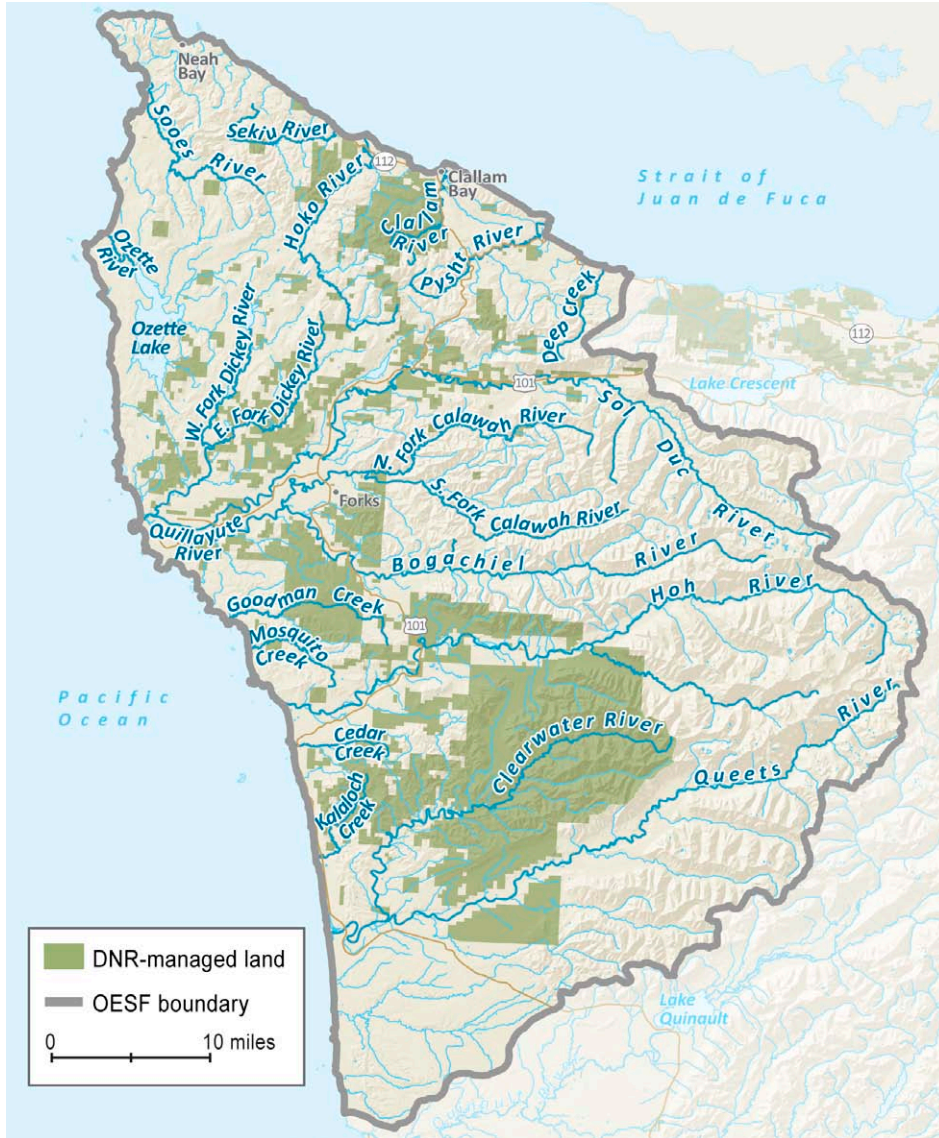 Neah
Bay
Sooes
River
Sekiu River
Hoko River
112
Clallam
Bay
Clallam
River
Pysht River
Strait of
Juan de Fuca
Ozette
River
Ozette
Lake
W. Fork Dickey River
E. Fork Dickey River
Deep Creek
112
Lake Crescent
101
Sol Duc River
N. Fork Calawah River
Forks
S. Fork Calawah River
Quillayute
River
Bogachiel River
Hoh River
Goodman Creek
101
Mosquito
Creek
Pacific
Ocean
Cedar
Creek
Clearwater River
Queets River
Kalaloch
Creek
Lake
Quinault
DNR-managed land
OESF boundary
0 10 miles